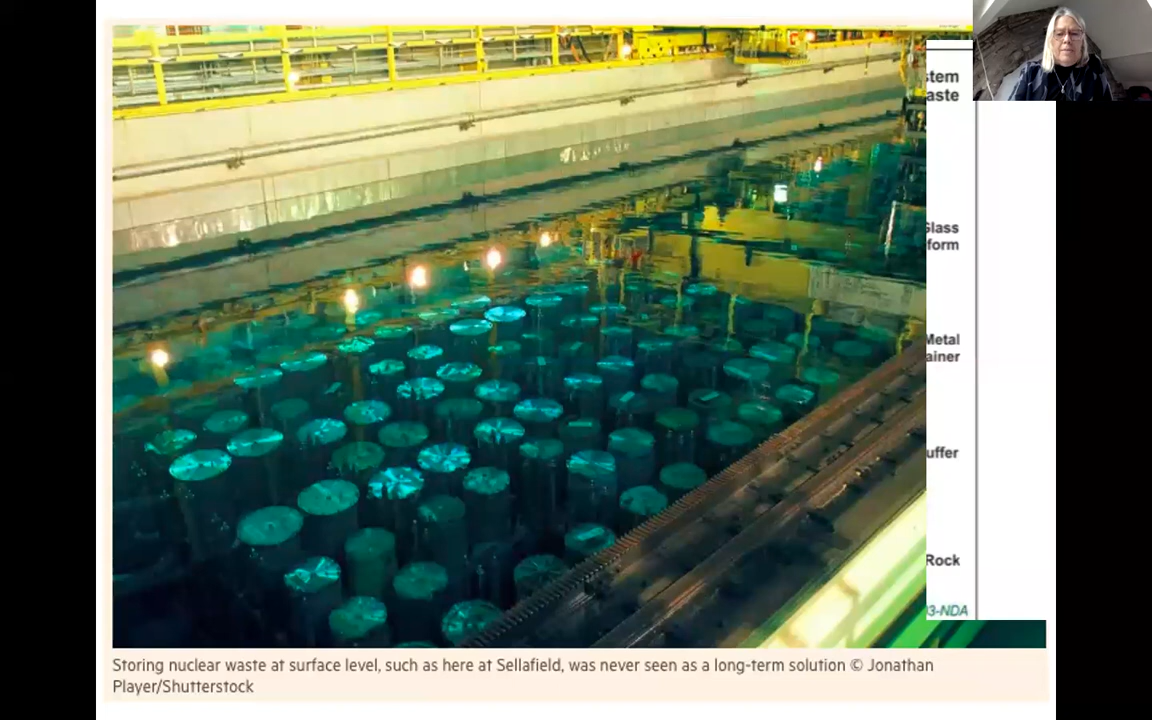 stem
aste
Glass
form
Metal
ainer
uffer
Rock
3-NDA
Storing nuclear waste at surface level, such as here at Sellafield, was never seen as a long-term solution © Jonathan
Player/Shutterstock